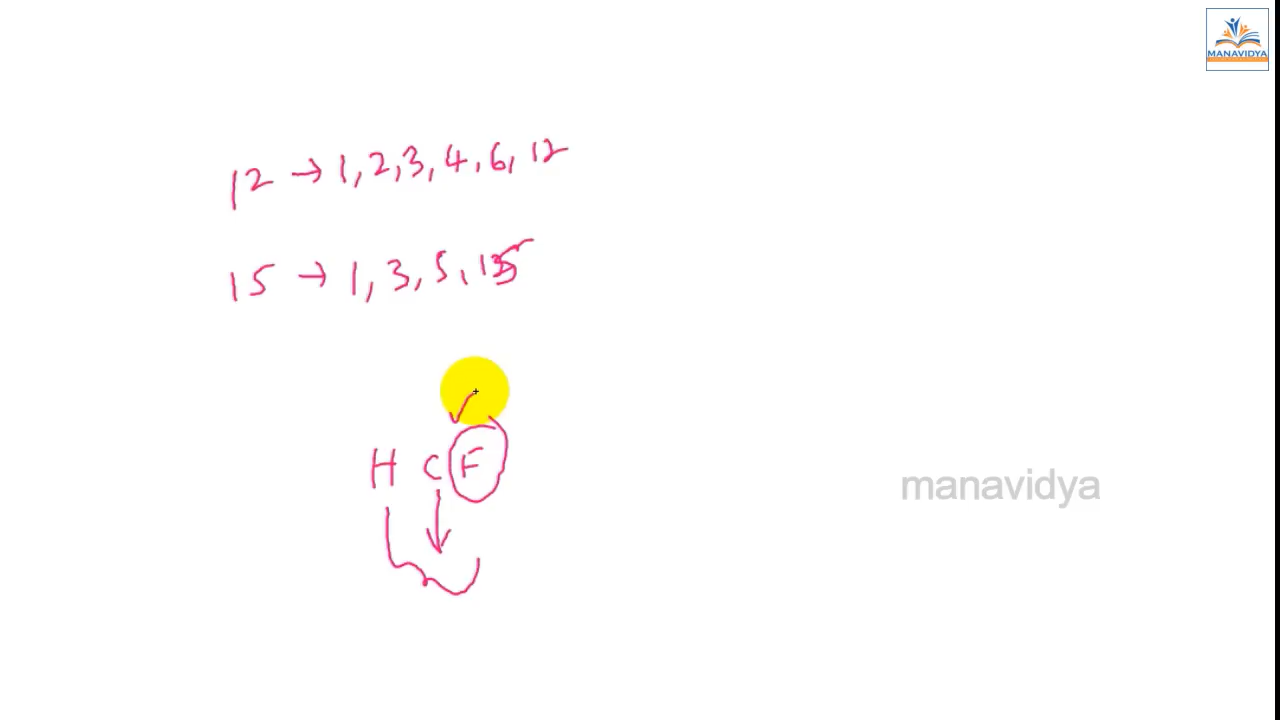 MANAVIDYA
12 → 1, 2, 3, 4, 6, 12
15 → 1, 3, 5, 15
H C F
manavidya